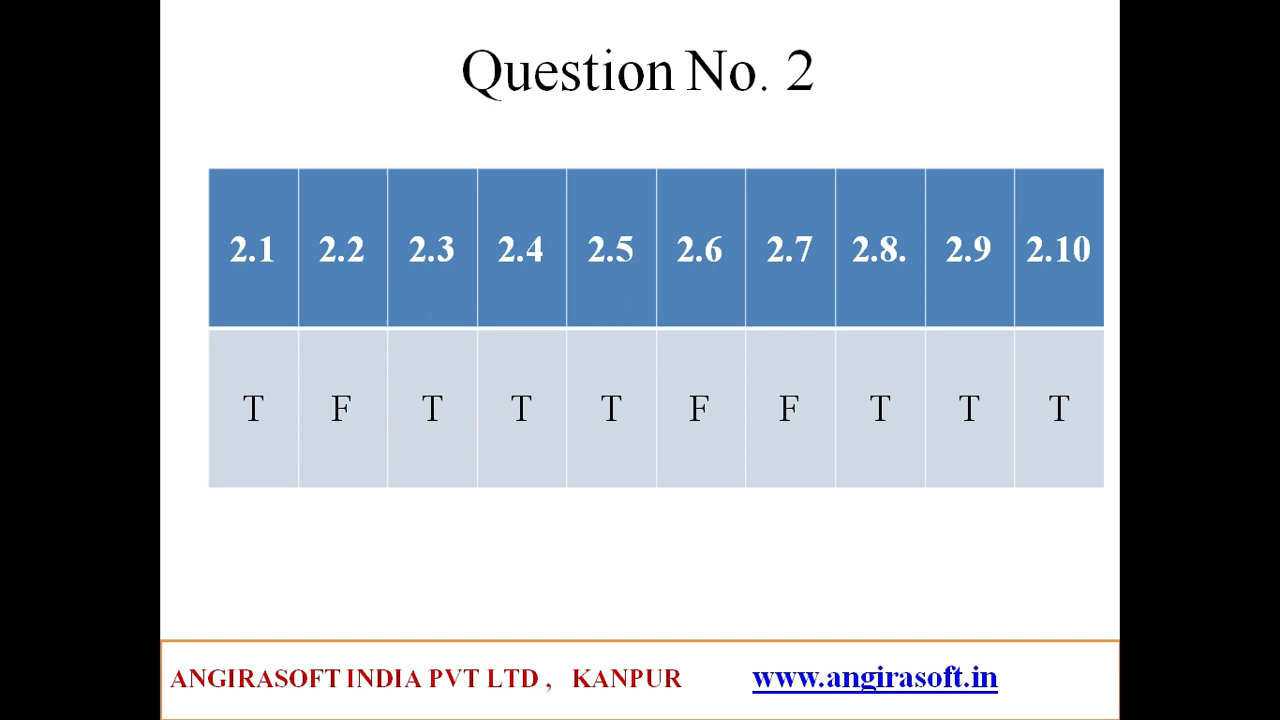 Question No. 2
2.1 2.2 2.3 2.4 2.5 2.6 2.7 2.8. 2.9 2.10
T F T T T F F T T T
ANGIRASOFT INDIA PVT LTD , KANPUR www.angirasoft.in